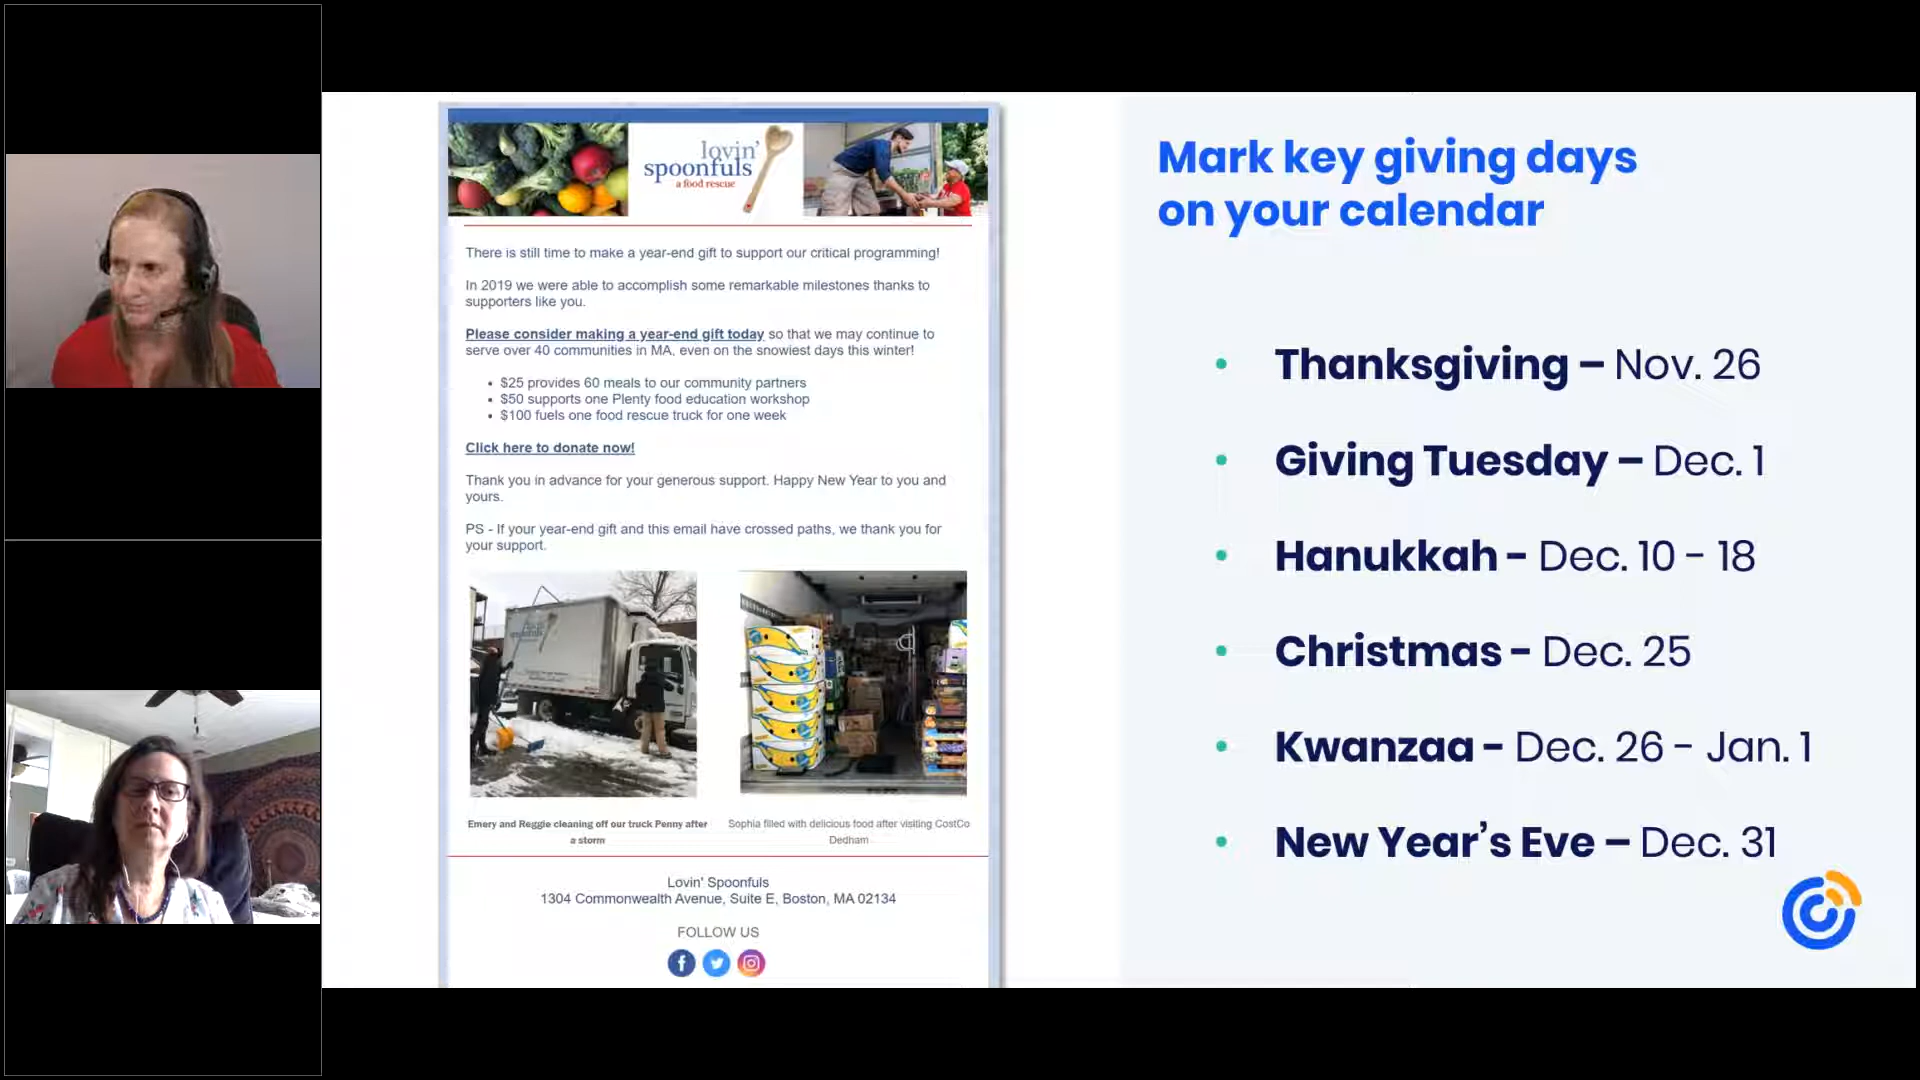 lovin'
spoonfuls
a food rescue
There is still time to make a year-end gift to support our critical programming!
In 2019 we were able to accomplish some remarkable milestones thanks to
supporters like you.
Please consider making a year-end gift today so that we may continue to
serve over 40 communities in MA, even on the snowiest days this winter!
• $25 provides 60 meals to our community partners
• $50 supports one Plenty food education workshop
• $100 fuels one food rescue truck for one week
Click here to donate now!
Thank you in advance for your generous support. Happy New Year to you and
yours.
PS - If your year-end gift and this email have crossed paths, we thank you for
your support.
Emery and Reggie cleaning off our truck Penny after
a storm
Sophia filled with delicious food after visiting CostCo
Dedham
Lovin' Spoonfuls
1304 Commonwealth Avenue, Suite E, Boston, MA 02134
FOLLOW US
Mark key giving days
on your calendar
• Thanksgiving – Nov. 26
• Giving Tuesday – Dec. 1
• Hanukkah - Dec. 10 - 18
• Christmas - Dec. 25
• Kwanzaa - Dec. 26 - Jan. 1
• New Year's Eve – Dec. 31